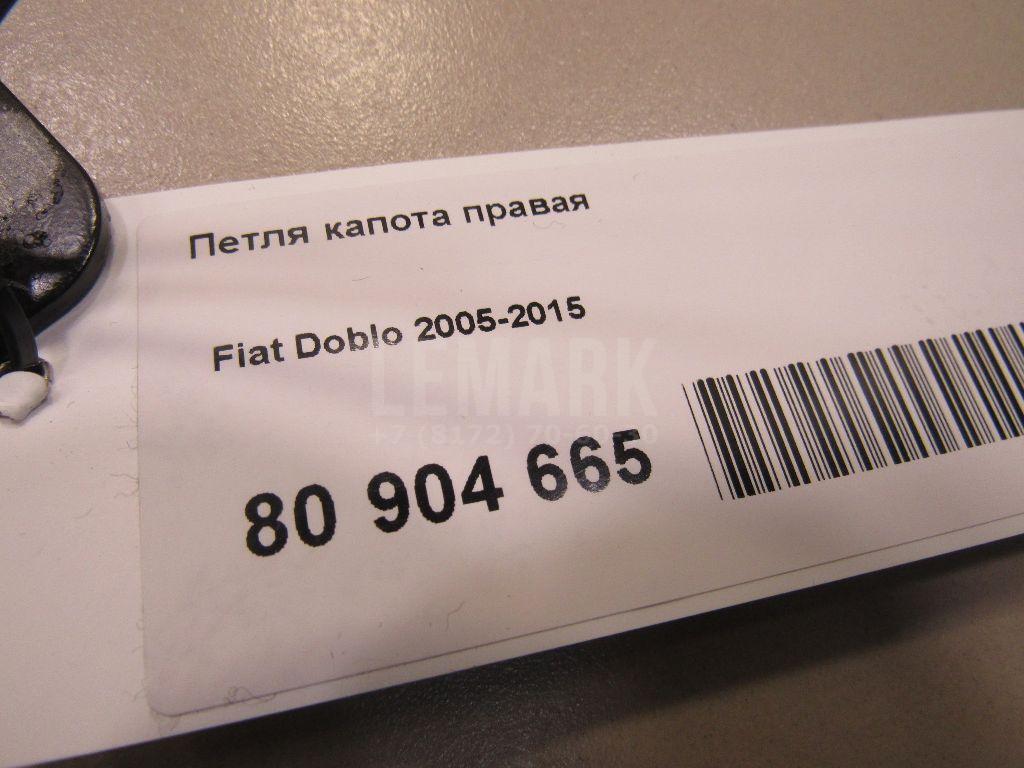 Петля капота правая
Fiat Doblo 2005-2015
LEMARK
80 904 665